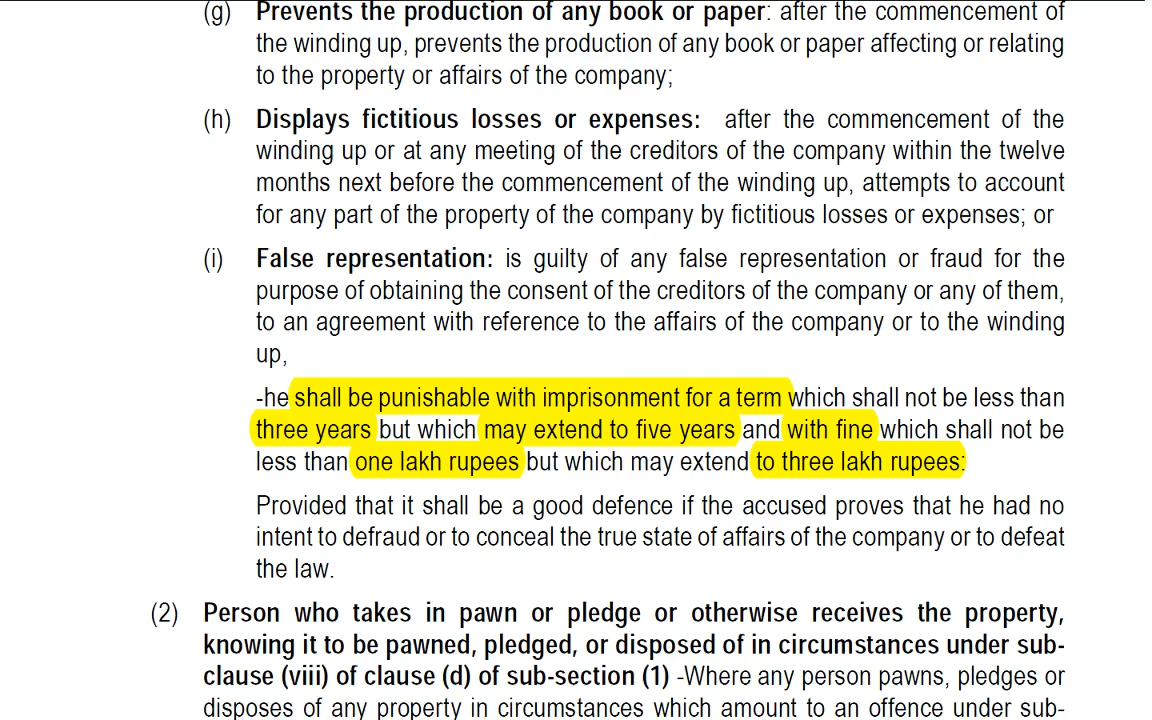 (g) Prevents the production of any book or paper: after the commencement of
the winding up, prevents the production of any book or paper affecting or relating
to the property or affairs of the company;
(h) Displays fictitious losses or expenses: after the commencement of the
winding up or at any meeting of the creditors of the company within the twelve
months next before the commencement of the winding up, attempts to account
for any part of the property of the company by fictitious losses or expenses; or
(i) False representation: is guilty of any false representation or fraud for the
purpose of obtaining the consent of the creditors of the company or any of them,
to an agreement with reference to the affairs of the company or to the winding
up,
-he shall be punishable with imprisonment for a term which shall not be less than
three years but which may extend to five years and with fine which shall not be
less than one lakh rupees but which may extend to three lakh rupees:
Provided that it shall be a good defence if the accused proves that he had no
intent to defraud or to conceal the true state of affairs of the company or to defeat
the law.
(2) Person who takes in pawn or pledge or otherwise receives the property,
knowing it to be pawned, pledged, or disposed of in circumstances under sub-
clause (viii) of clause (d) of sub-section (1) -Where any person pawns, pledges or
disposes of any property in circumstances which amount to an offence under sub-